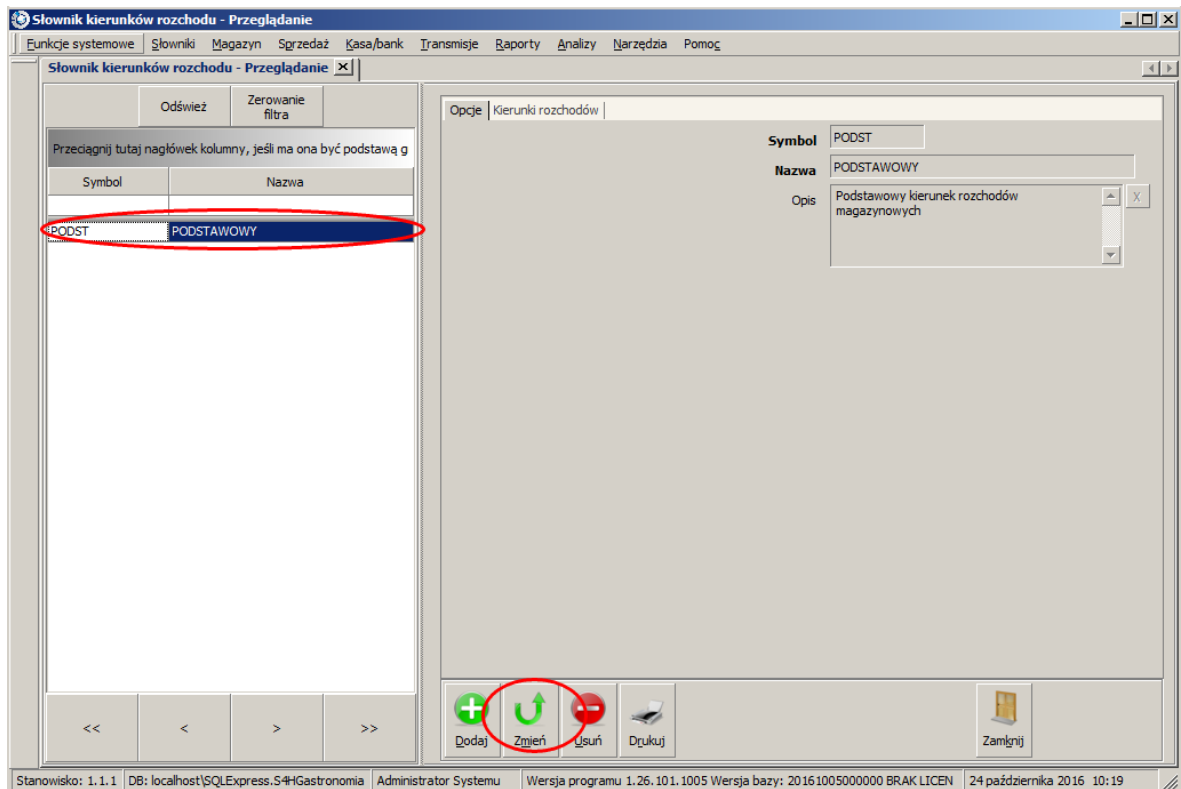 Słownik kierunków rozchodu - Przeglądanie
Funkcje systemowe Słowniki Magazyn Sprzedaż Kasa/bank Transmisje Raporty Analizy Narzędzia Pomoc
Słownik kierunków rozchodu - Przeglądanie
Odśwież
Zerowanie
filtra
Przeciągnij tutaj nagłówek kolumny, jeśli ma ona być podstawą g
Symbol Nazwa
PODST PODSTAWOWY
<< < > >>
Opcje Kierunki rozchodów
Symbol PODST
Nazwa PODSTAWOWY
Opis Podstawowy kierunek rozchodów
magazynowych
X
Dodaj Zmień Usuń Drukuj Zamknij
Stanowisko: 1.1.1 DB: localhost\SQLExpress.S4HGastronomia Administrator Systemu Wersja programu 1.26.101.1005 Wersja bazy: 20161005000000 BRAK LICEN 24 października 2016 10:19